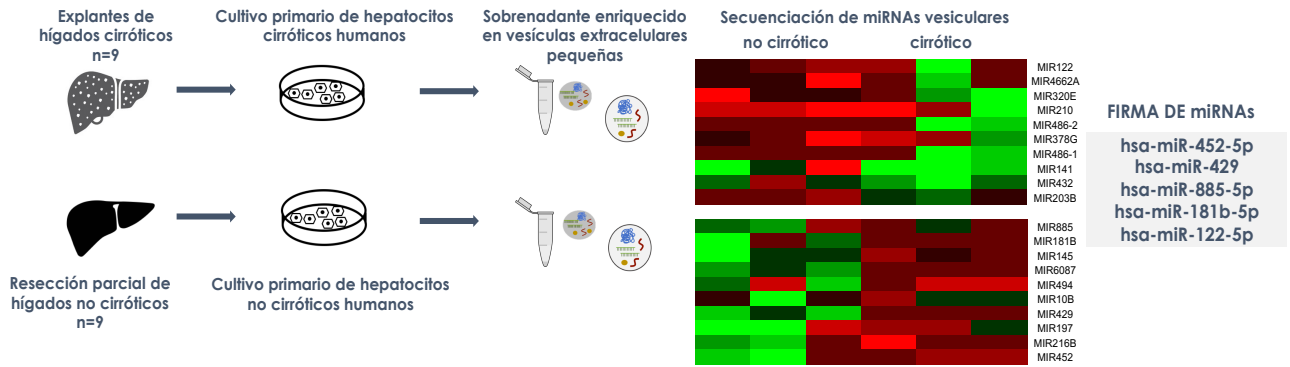 Explantes de
hígados cirróticos
n=9
Cultivo primario de hepatocitos
cirróticos humanos
Sobrenadante enriquecido
en vesículas extracelulares
pequeñas
Secuenciación de miRNAs vesiculares
no cirrótico
cirrótico
MIR122
MIR4662A
MIR320E
MIR210
MIR486-2
MIR378G
MIR486-1
MIR141
MIR432
MIR203B
MIR885
MIR181B
MIR145
MIR6087
MIR494
MIR10B
MIR429
MIR197
MIR216B
MIR452
FIRMA DE miRNAs
hsa-miR-452-5p
hsa-miR-429
hsa-miR-885-5p
hsa-miR-181b-5p
hsa-miR-122-5p
Resección parcial de
hígados no cirróticos
n=9
Cultivo primario de hepatocitos
no cirróticos humanos